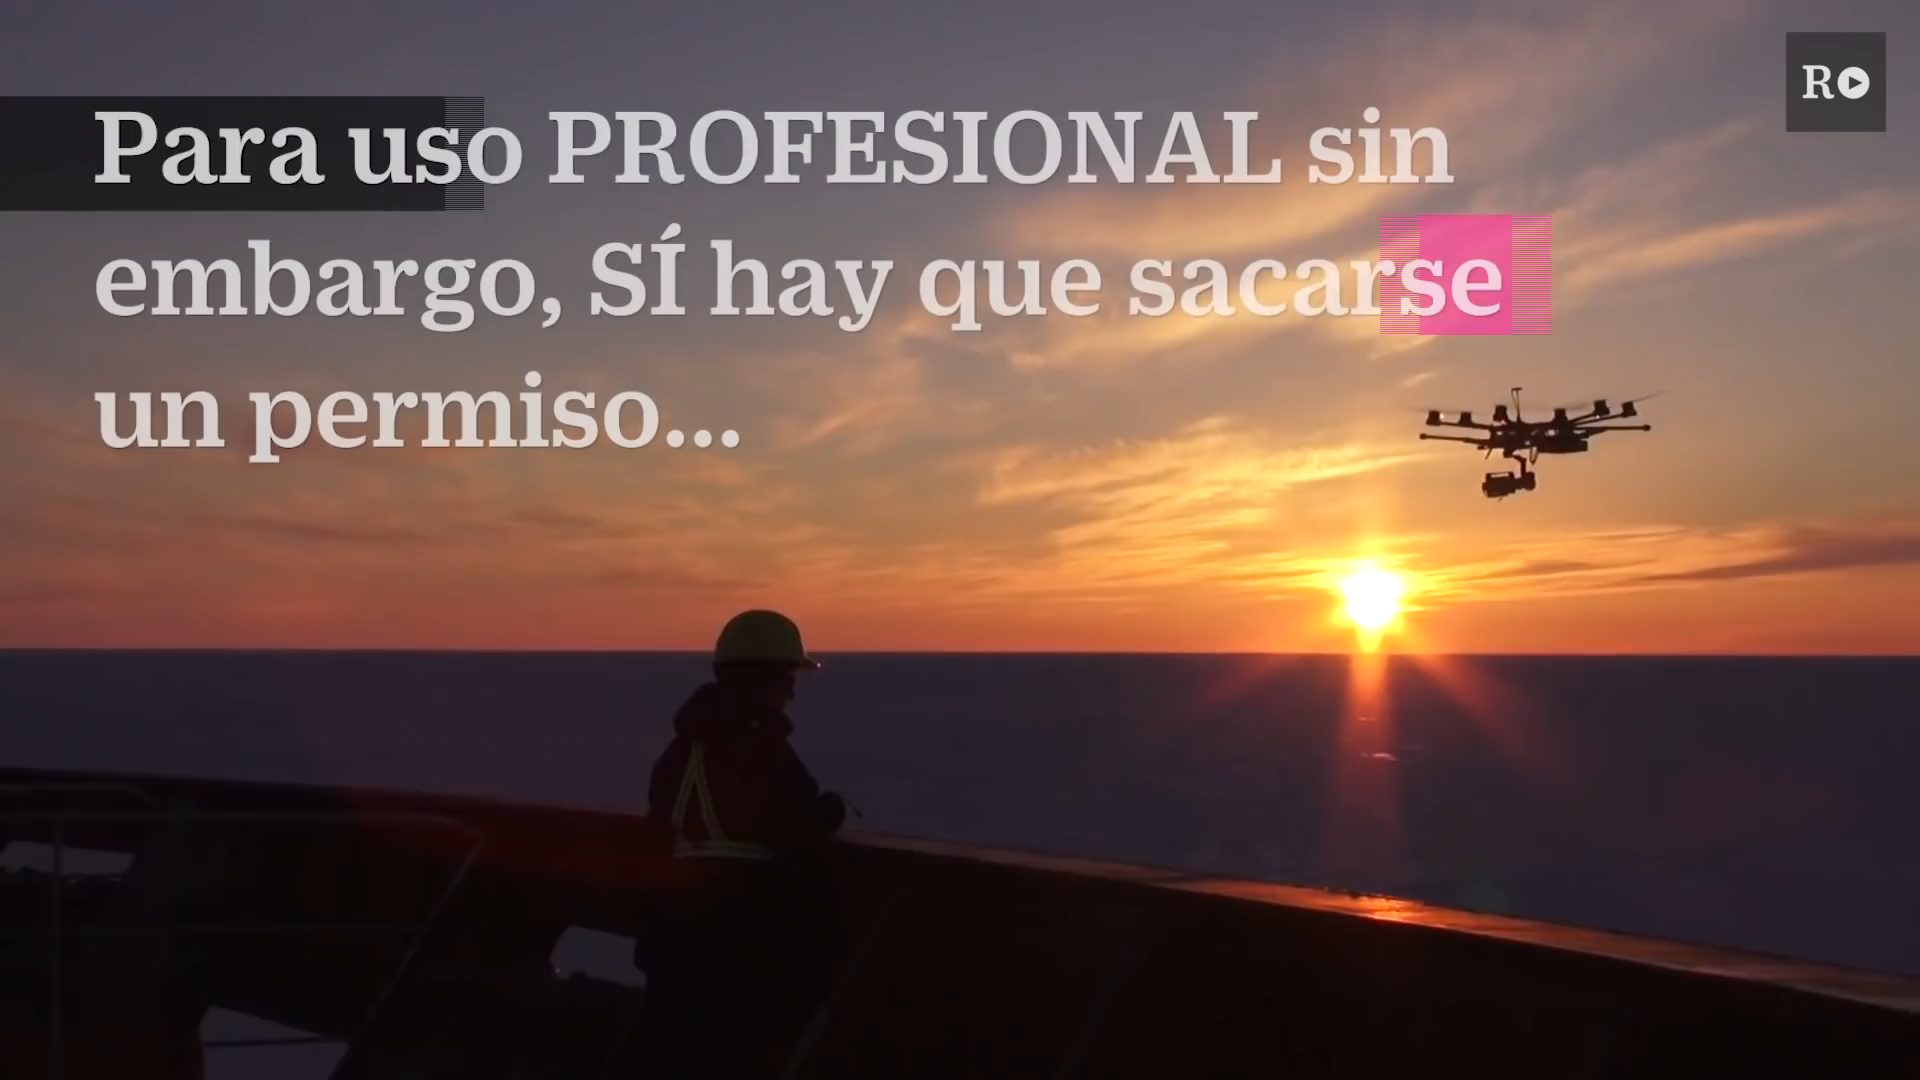 Para uso PROFESIONAL sin
embargo, SÍ hay que sacarse
un permiso...
R